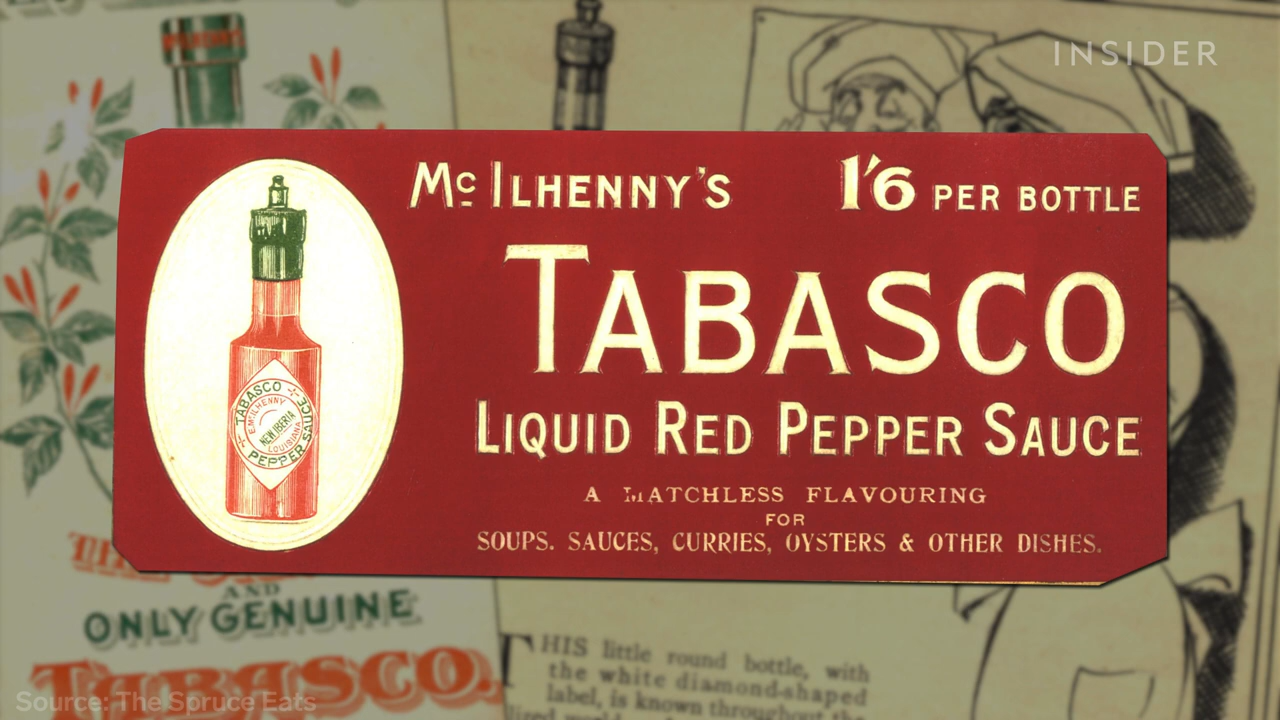 INSIDER
McILHENNY'S
1'6 PER BOTTLE
TABASCO
LIQUID RED PEPPER SAUCE
A MATCHLESS FLAVOURING
FOR
SOUPS. SAUCES, CURRIES, OYSTERS & OTHER DISHES.
TABASCO
PEPPER SAUCE
E. McILHENNY
NEW IBERIA
LOUISIANA
AND
ONLY GENUINE
TABASCO.
THIS little round bottle, with
the white diamond-shaped
label, is known throughout the
Source: The Spruce Eats